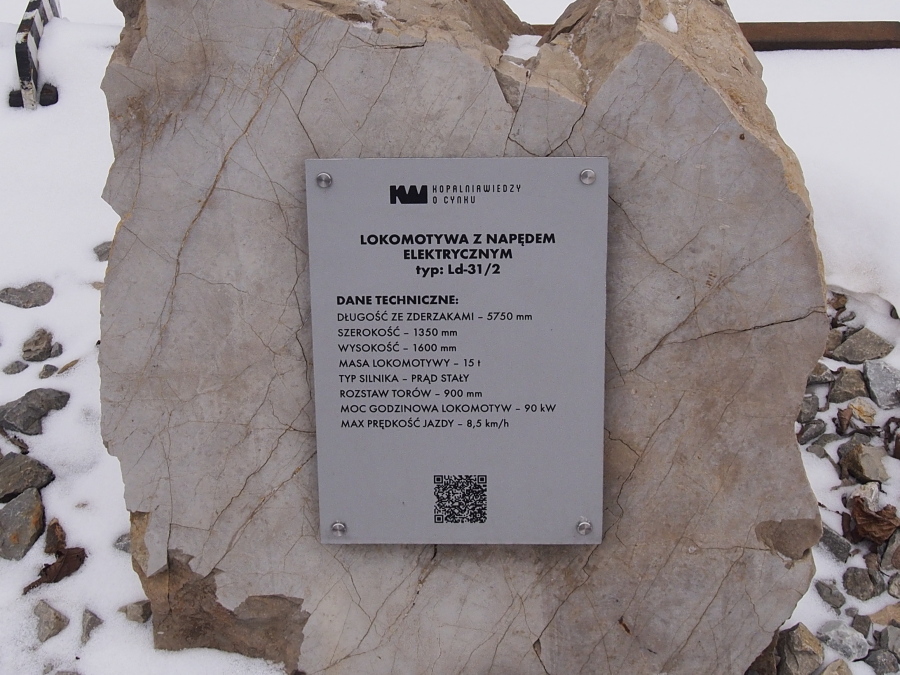 KW KOPALNIAWIEDZY
O CYNKU
LOKOMOTYWA Z NAPĘDEM
ELEKTRYCZNYM
typ: Ld-31/2
DANE TECHNICZNE:
DŁUGOŚĆ ZE ZDERZAKAMI – 5750 mm
SZEROKOŚĆ – 1350 mm
WYSOKOŚĆ – 1600 mm
MASA LOKOMOTYWY – 15 t
TYP SILNIKA – PRĄD STAŁY
ROZSTAW TORÓW – 900 mm
MOC GODZINOWA LOKOMOTYW – 90 kW
MAX PRĘDKOŚĆ JAZDY – 8,5 km/h